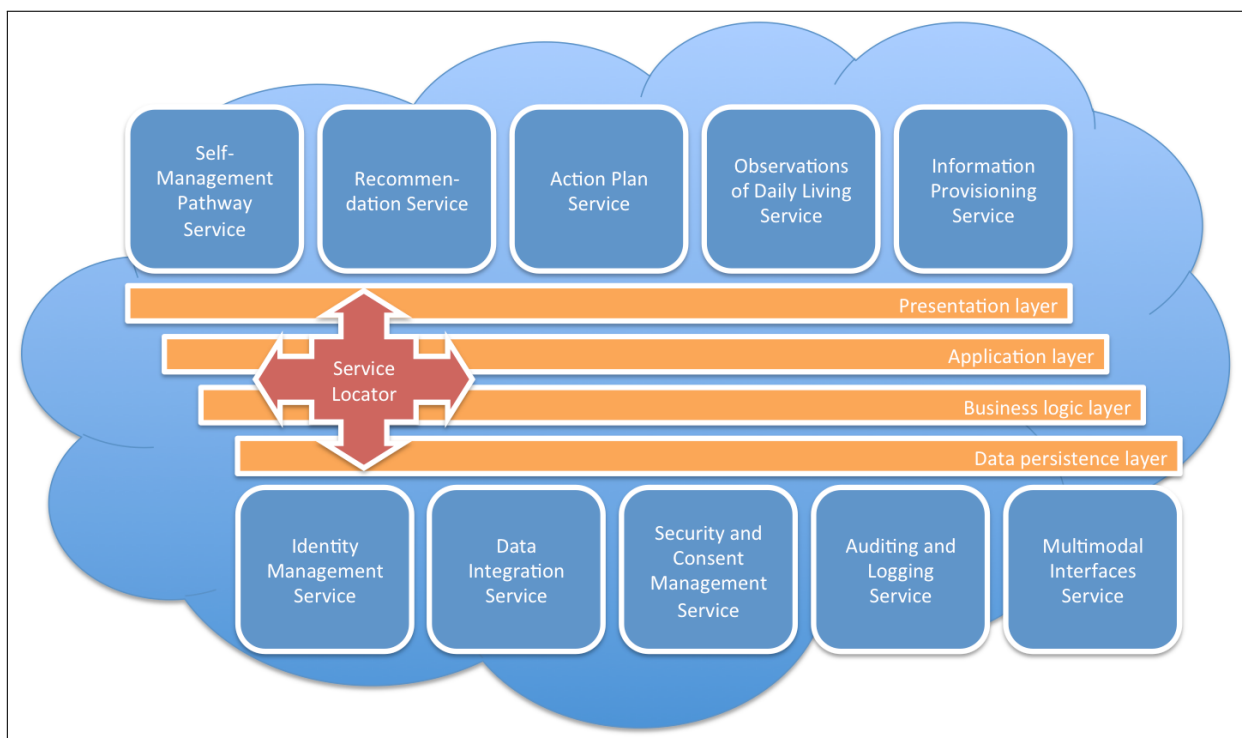 Self-
Management
Pathway
Service
Recommen-
dation Service
Action Plan
Service
Observations
of Daily Living
Service
Information
Provisioning
Service
Presentation layer
Application layer
Service
Locator
Business logic layer
Data persistence layer
Identity
Management
Service
Data
Integration
Service
Security and
Consent
Management
Service
Auditing and
Logging
Service
Multimodal
Interfaces
Service